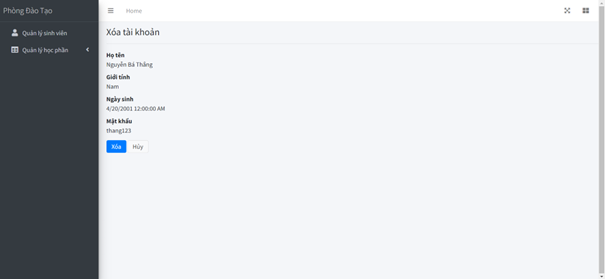 Phòng Đào Tạo
Home
Quản lý sinh viên
Quản lý học phần
Xóa tài khoản
Họ tên
Nguyễn Bá Thắng
Giới tính
Nam
Ngày sinh
4/20/2001 12:00:00 AM
Mật khẩu
thang123
Xóa
Hủy